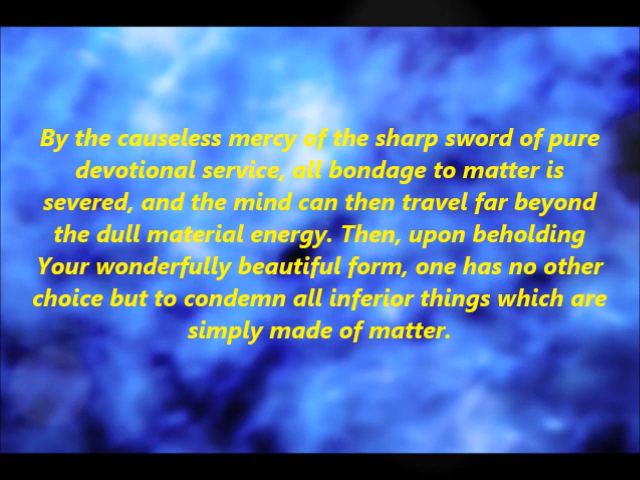 By the causeless mercy of the sharp sword of pure
devotional service, all bondage to matter is
severed, and the mind can then travel far beyond
the dull material energy. Then, upon beholding
Your wonderfully beautiful form, one has no other
choice but to condemn all inferior things which are
simply made of matter.